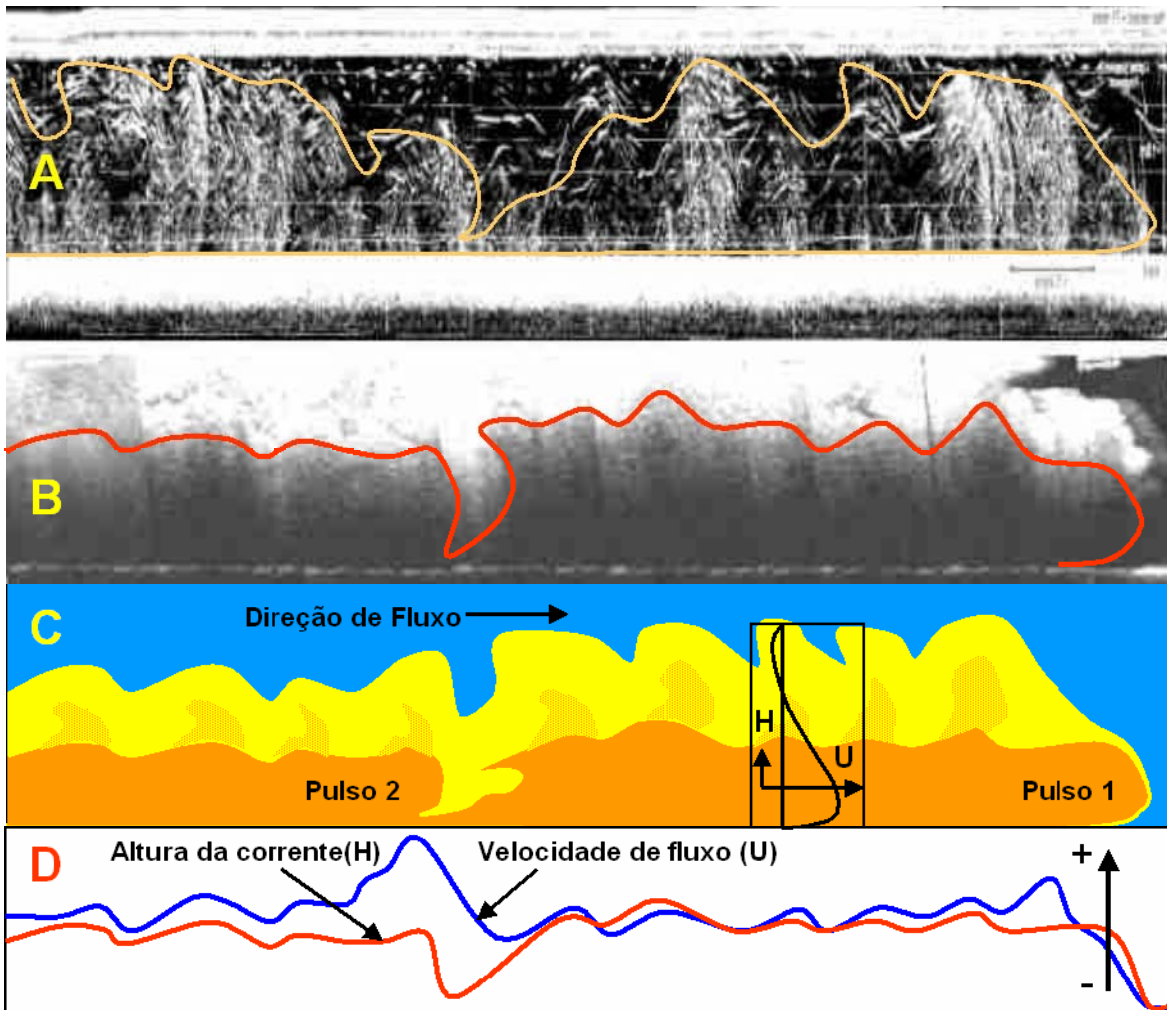 A
B
C
Direção de Fluxo
H
U
Pulso 2
Pulso 1
D
Altura da corrente(H)
Velocidade de fluxo (U)
+
-